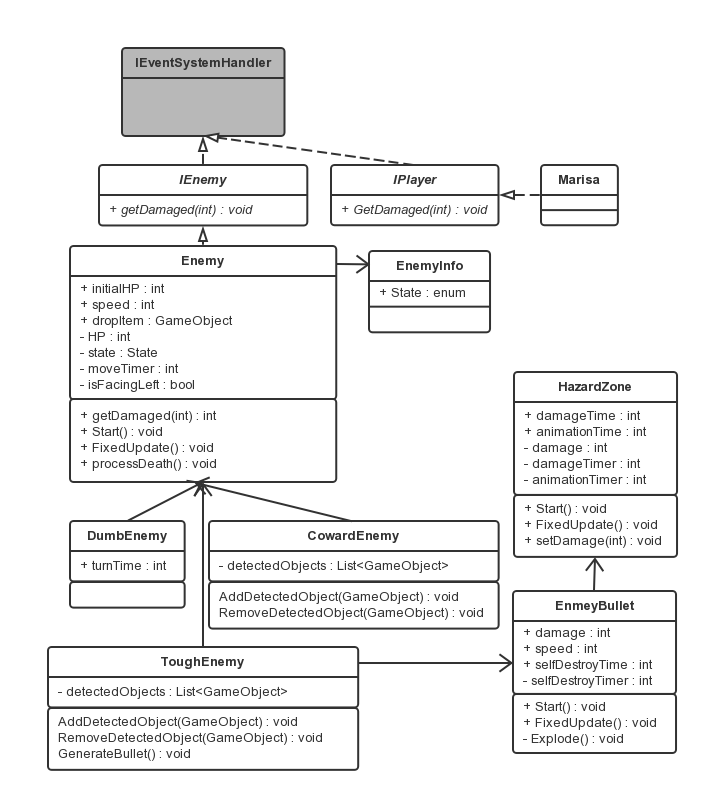 IEventSystemHandler
IEnemy
+ getDamaged(int) : void
IPlayer
+ GetDamaged(int) : void
Marisa
Enemy
+ initialHP : int
+ speed : int
+ dropItem : GameObject
- HP : int
- state : State
- moveTimer : int
- isFacingLeft : bool
+ getDamaged(int) : int
+ Start() : void
+ FixedUpdate() : void
+ processDeath() : void
EnemyInfo
+ State : enum
HazardZone
+ damageTime : int
+ animationTime : int
- damage : int
- damageTimer : int
- animationTimer : int
+ Start() : void
+ FixedUpdate() : void
+ setDamage(int) : void
DumbEnemy
+ turnTime : int
CowardEnemy
- detectedObjects : List<GameObject>
AddDetectedObject(GameObject) : void
RemoveDetectedObject(GameObject) : void
EnmeyBullet
+ damage : int
+ speed : int
+ selfDestroyTime : int
- selfDestroyTimer : int
+ Start() : void
+ FixedUpdate() : void
- Explode() : void
ToughEnemy
- detectedObjects : List<GameObject>
AddDetectedObject(GameObject) : void
RemoveDetectedObject(GameObject) : void
GenerateBullet() : void